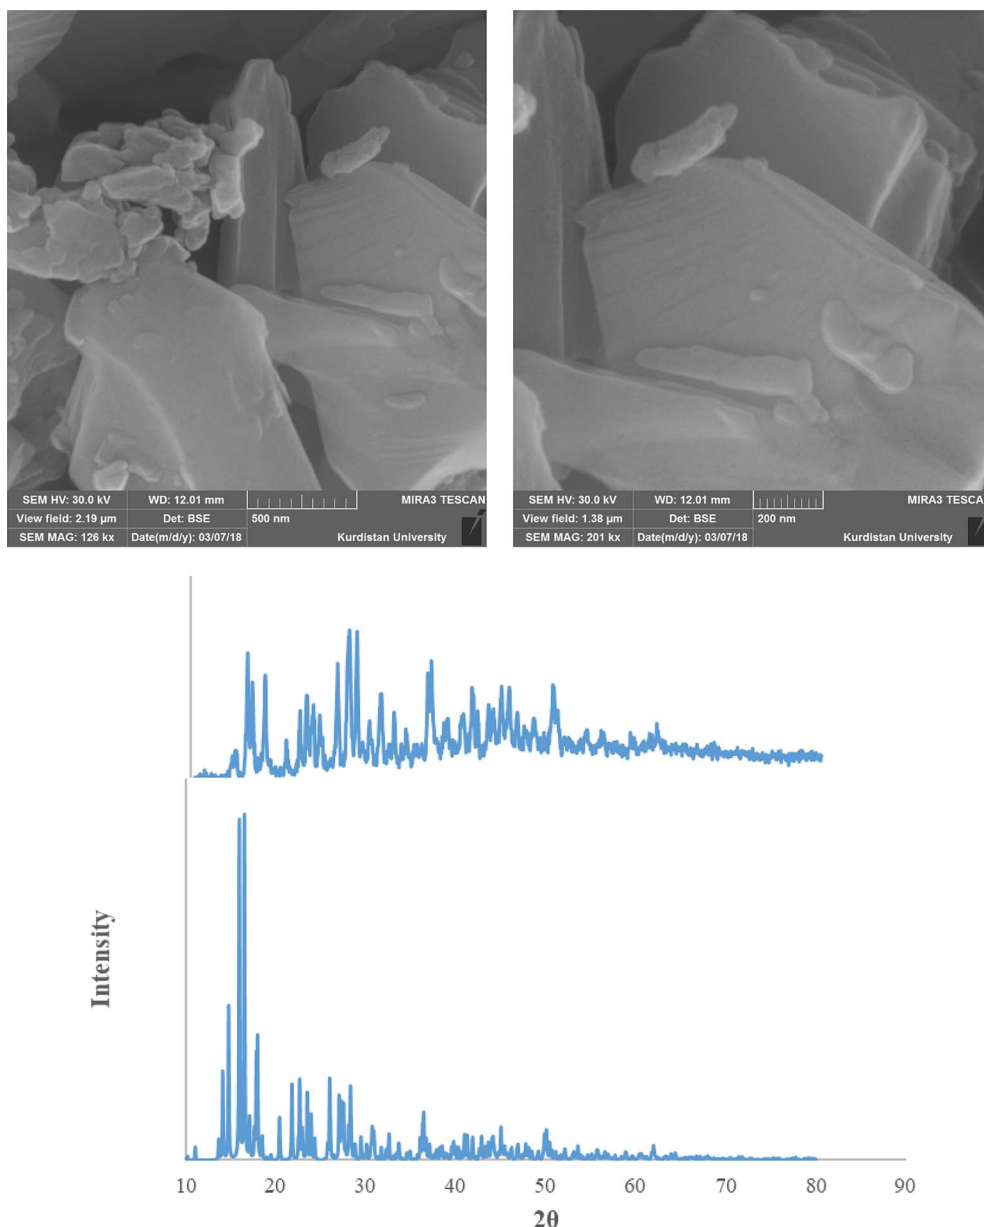 SEM HV: 30.0 kV WD: 12.01 mm MIRA3 TESCAN
View field: 2.19 µm Det: BSE 500 nm
SEM MAG: 126 kx Date(m/d/y): 03/07/18 Kurdistan University
SEM HV: 30.0 kV WD: 12.01 mm MIRA3 TESCA
View field: 1.38 µm Det: BSE 200 nm
SEM MAG: 201 kx Date(m/d/y): 03/07/18 Kurdistan University
Intensity
10 20 30 40 50 60 70 80 90
2θ